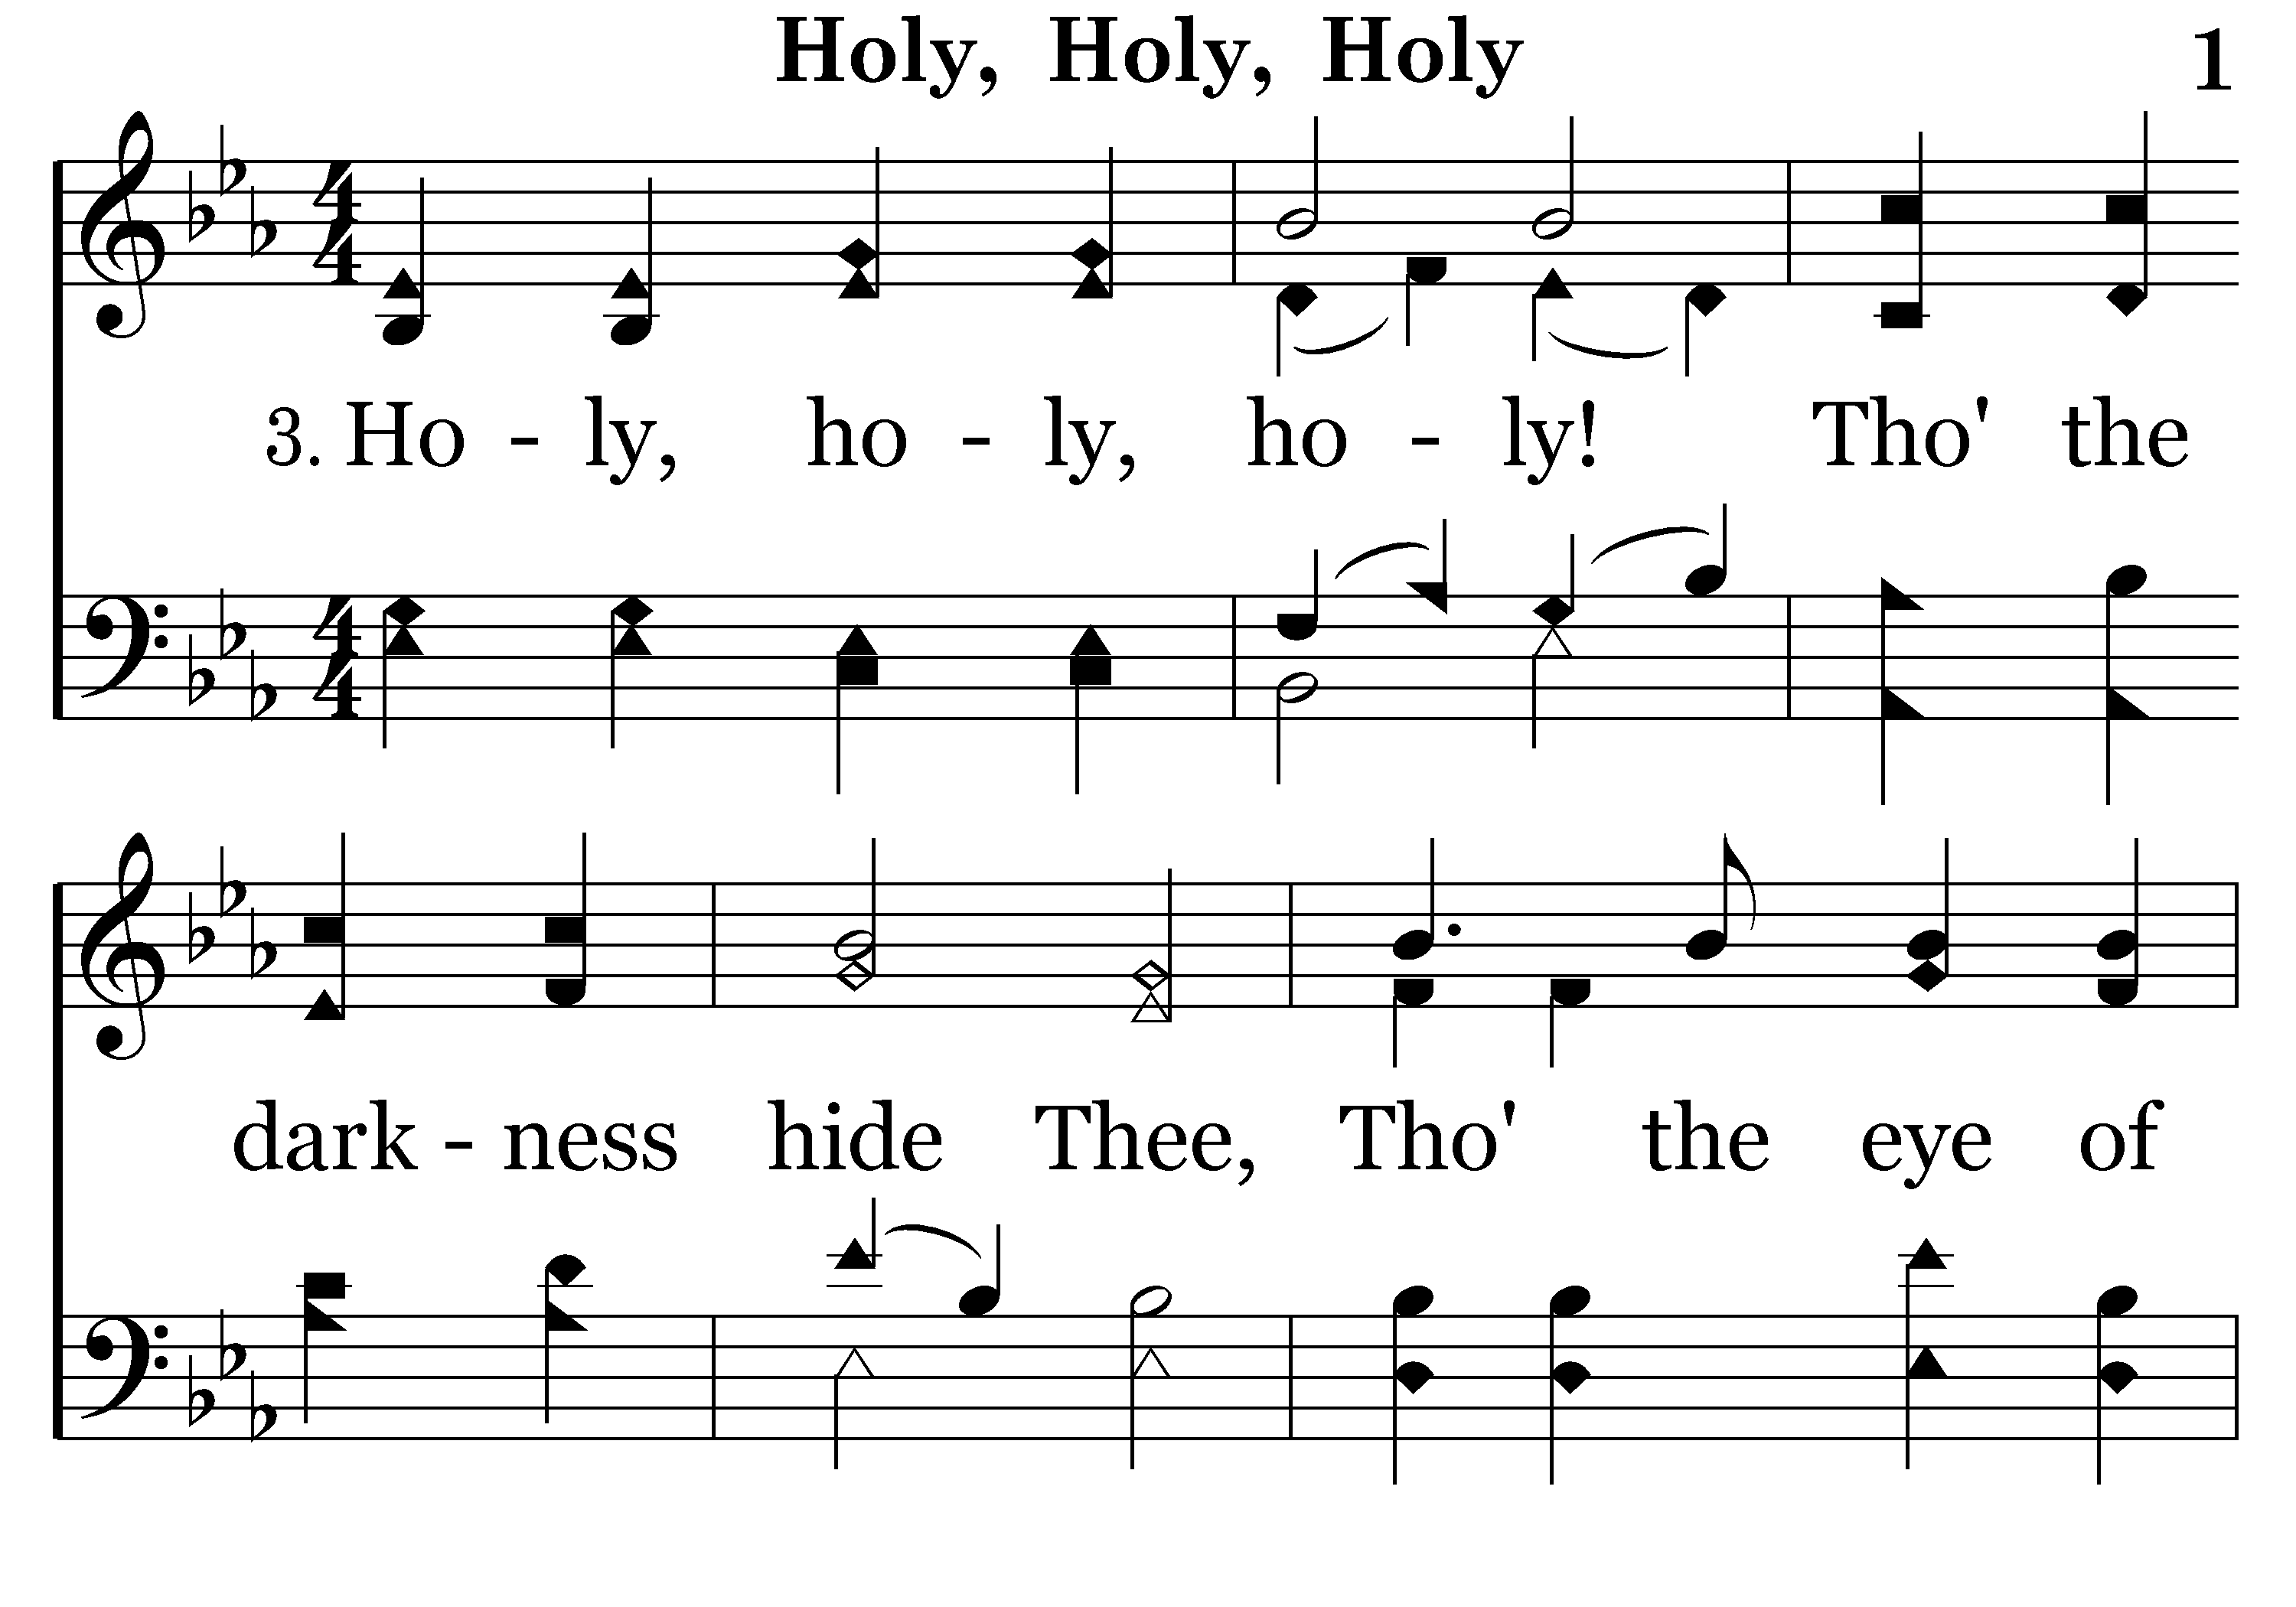 Holy, Holy, Holy 1
3. Ho - ly, ho - ly, ho - ly! Tho' the
dark - ness hide Thee, Tho' the eye of